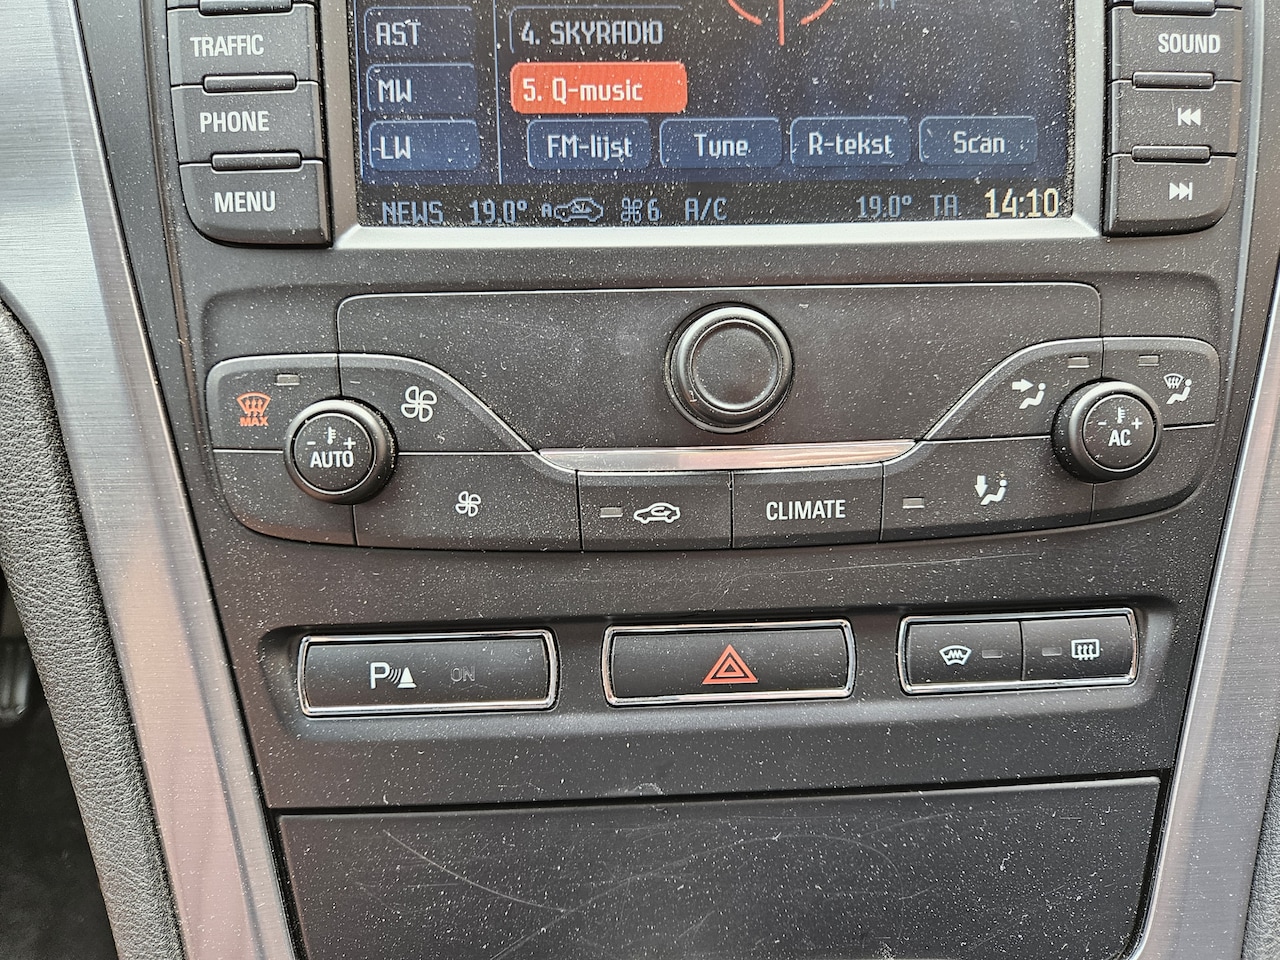 TRAFFIC
AST
4. SKYRADIO
SOUND
MW
5. Q-music
PHONE
LW
FM-lijst
Tune
R-tekst
Scan
MENU
NEWS 19.0° A 6 A/C 19.0° TA 14:10
MAX
- +
AUTO
- +
AC
CLIMATE
P ON